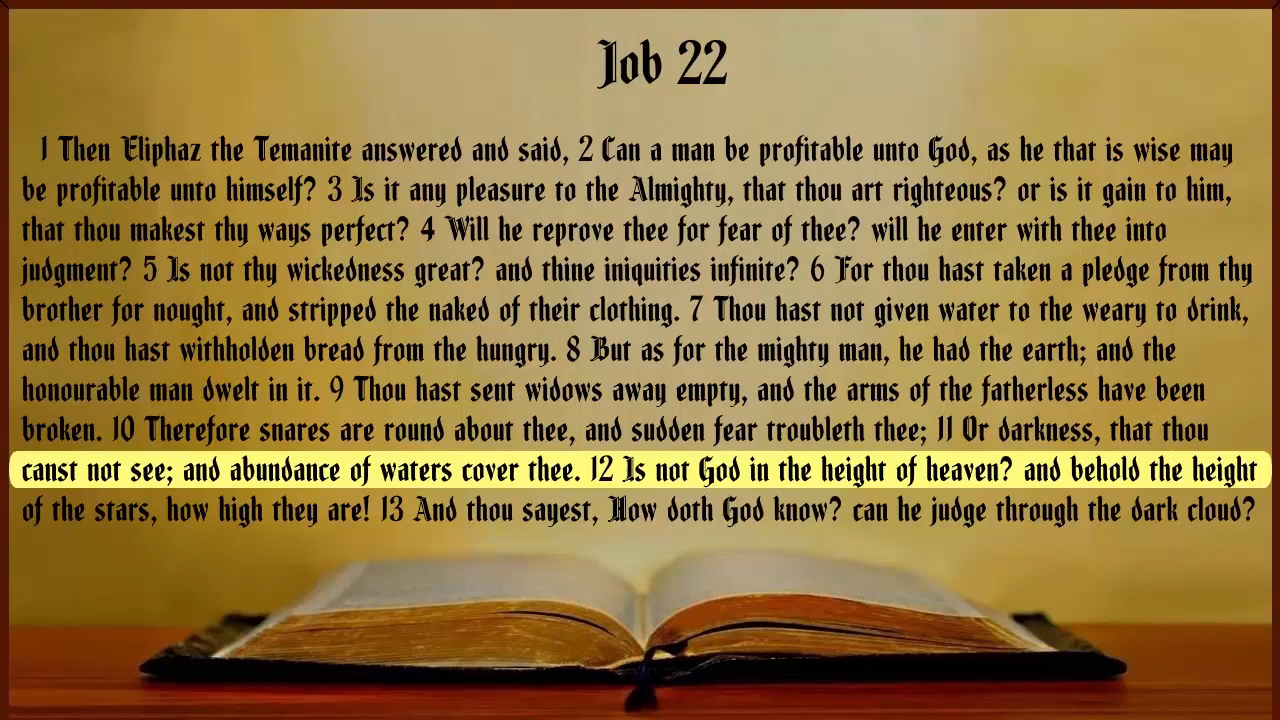 Job 22
1 Then Eliphaz the Temanite answered and said, 2 Can a man be profitable unto God, as he that is wise may
be profitable unto himself? 3 Is it any pleasure to the Almighty, that thou art righteous? or is it gain to him,
that thou makest thy ways perfect? 4 Will he reprove thee for fear of thee? will he enter with thee into
judgment? 5 Is not thy wickedness great? and thine iniquities infinite? 6 For thou hast taken a pledge from thy
brother for nought, and stripped the naked of their clothing. 7 Thou hast not given water to the weary to drink,
and thou hast withholden bread from the hungry. 8 But as for the mighty man, he had the earth; and the
honourable man dwelt in it. 9 Thou hast sent widows away empty, and the arms of the fatherless have been
broken. 10 Therefore snares are round about thee, and sudden fear troubleth thee; 11 Or darkness, that thou
canst not see; and abundance of waters cover thee. 12 Is not God in the height of heaven? and behold the height
of the stars, how high they are! 13 And thou sayest, How doth God know? can he judge through the dark cloud?